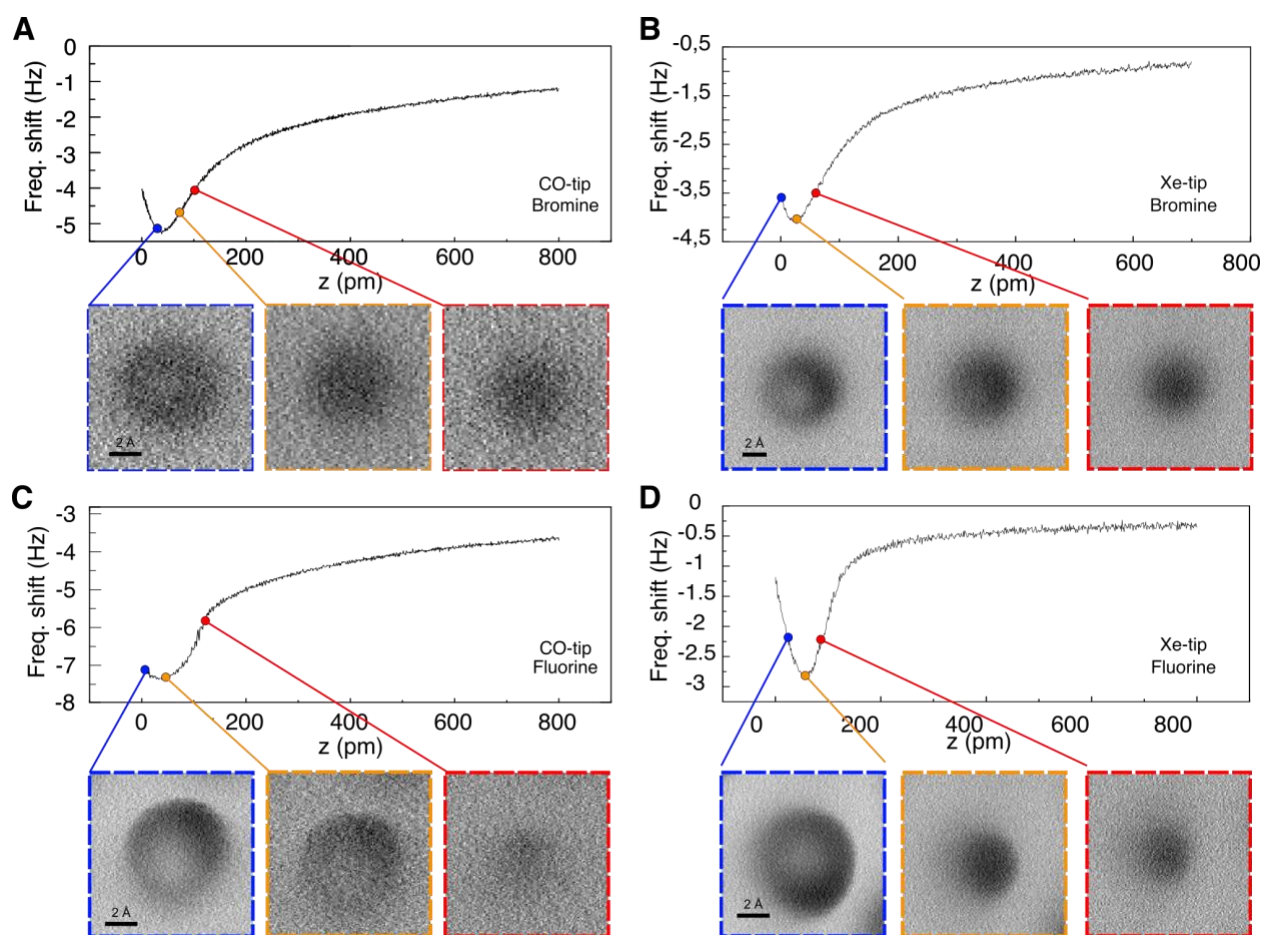 A
0
-1
-2
-3
-4
-5
Freq. shift (Hz)
CO-tip
Bromine
0
200
400
600
800
z (pm)
2 Å
B
-0,5
-1,5
-2,5
-3,5
-4,5
Freq. shift (Hz)
Xe-tip
Bromine
0
200
400
600
800
z (pm)
2 Å
C
-3
-4
-5
-6
-7
-8
Freq. shift (Hz)
CO-tip
Fluorine
0
200
400
600
800
z (pm)
2 Å
D
0
-0.5
-1
-1.5
-2
-2.5
-3
Freq. shift (Hz)
Xe-tip
Fluorine
0
200
400
600
800
z (pm)
2 Å